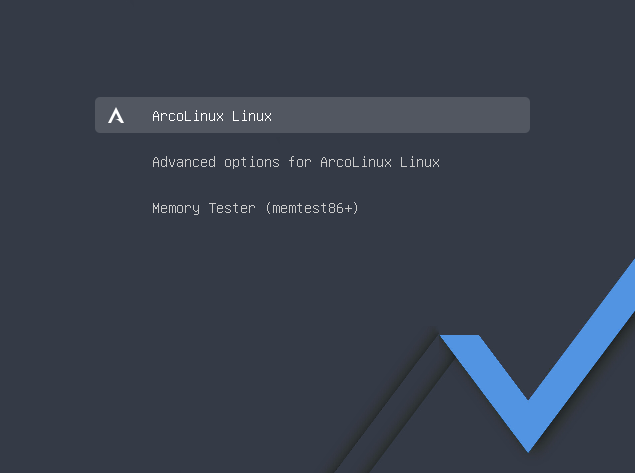 ArcoLinux Linux
Advanced options for ArcoLinux Linux
Memory Tester (memtest86+)